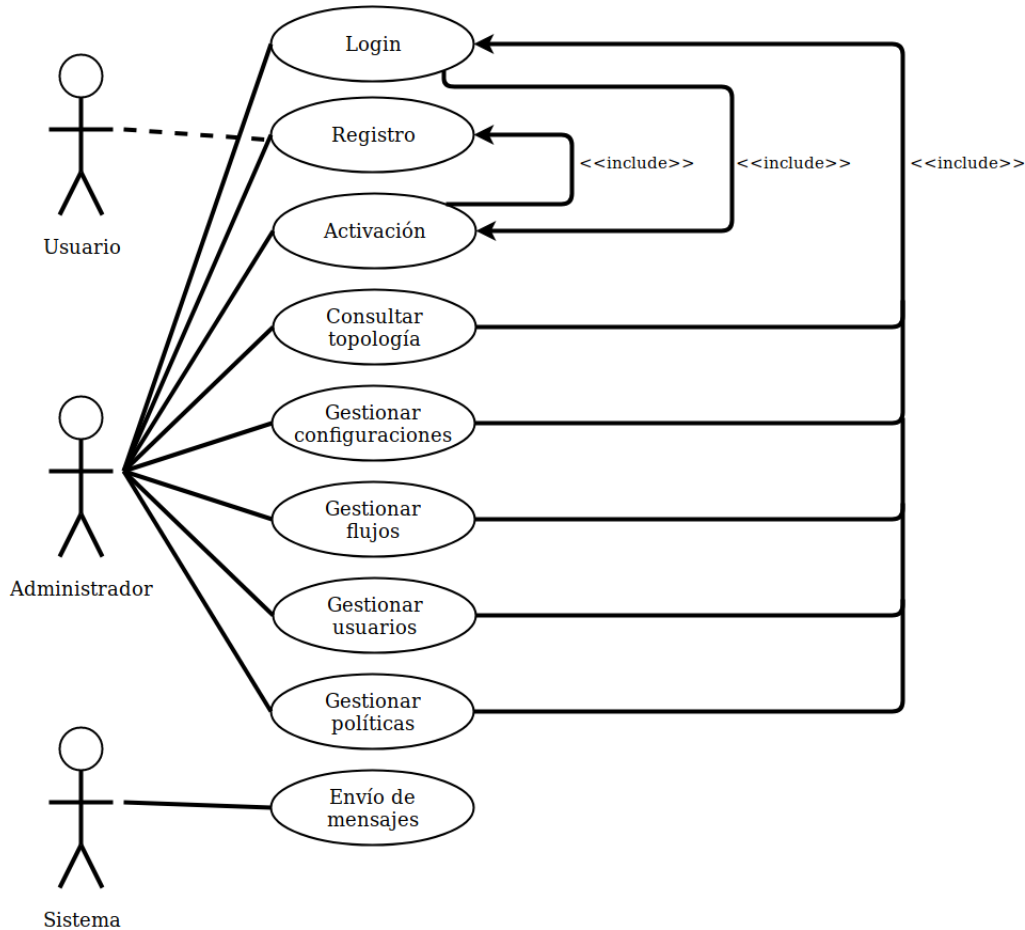 Login
Registro
<<include>>
<<include>>
<<include>>
Activación
Usuario
Consultar
topología
Gestionar
configuraciones
Gestionar
flujos
Administrador
Gestionar
usuarios
Gestionar
políticas
Envío de
mensajes
Sistema